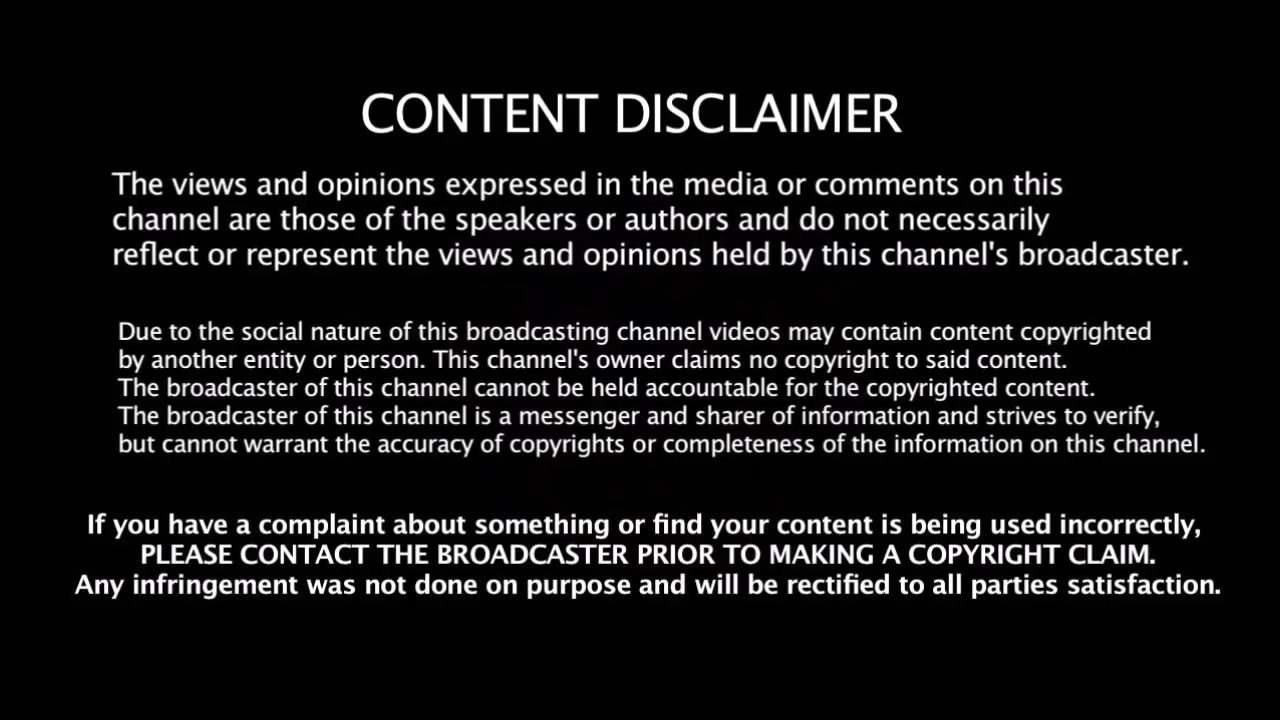 CONTENT DISCLAIMER
The views and opinions expressed in the media or comments on this
channel are those of the speakers or authors and do not necessarily
reflect or represent the views and opinions held by this channel's broadcaster.
Due to the social nature of this broadcasting channel videos may contain content copyrighted
by another entity or person. This channel's owner claims no copyright to said content.
The broadcaster of this channel cannot be held accountable for the copyrighted content.
The broadcaster of this channel is a messenger and sharer of information and strives to verify,
but cannot warrant the accuracy of copyrights or completeness of the information on this channel.
If you have a complaint about something or find your content is being used incorrectly,
PLEASE CONTACT THE BROADCASTER PRIOR TO MAKING A COPYRIGHT CLAIM.
Any infringement was not done on purpose and will be rectified to all parties satisfaction.